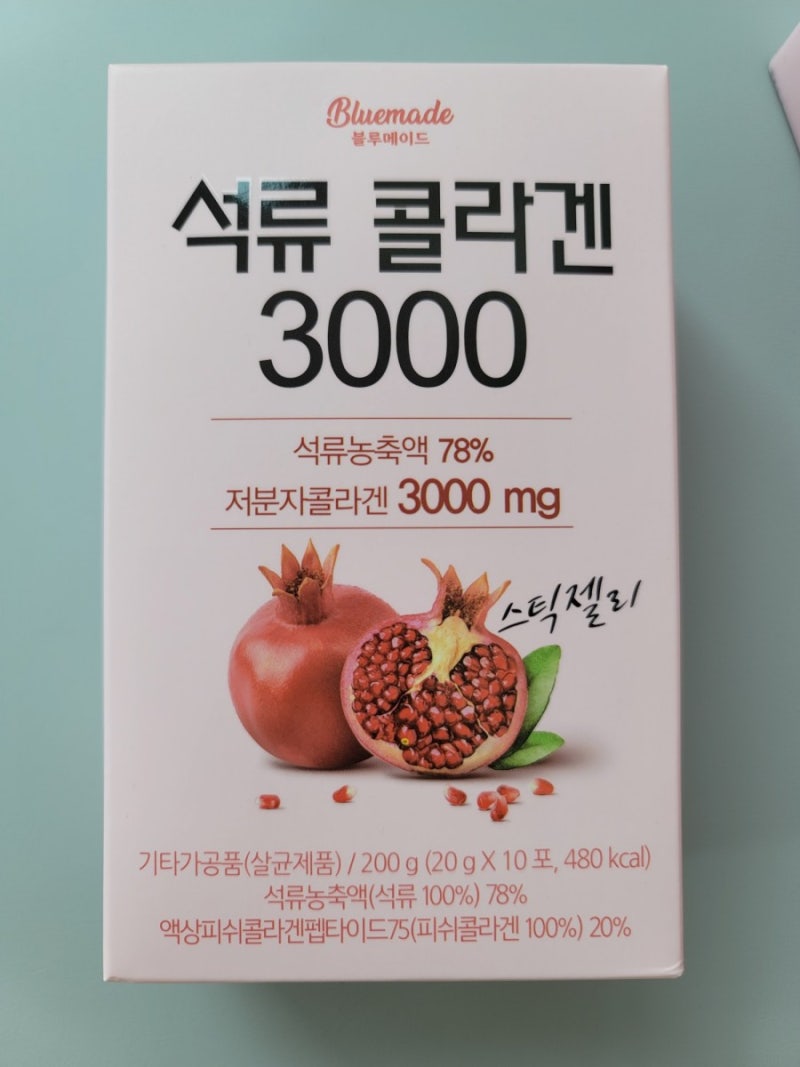 Bluemade
블루메이드
석류 콜라겐
3000
석류농축액 78%
저분자콜라겐 3000 mg
스틱젤리
기타가공품(살균제품) / 200 g (20 g X 10 포, 480 kcal)
석류농축액(석류 100%) 78%
액상피쉬콜라겐펩타이드75(피쉬콜라겐 100%) 20%